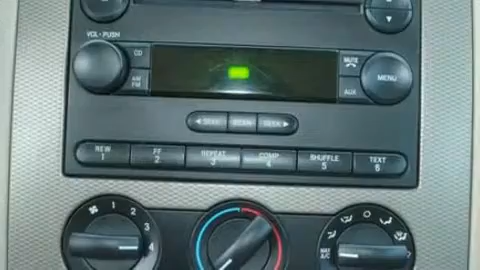 VOL • PUSH
CD
AM
FM
MUTE
AUX
MENU
SEEK SCAN SEEK
REW FF REPEAT COMP SHUFFLE TEXT
1 2 3 4 5 6
1 2 3 4
MAX
A/C